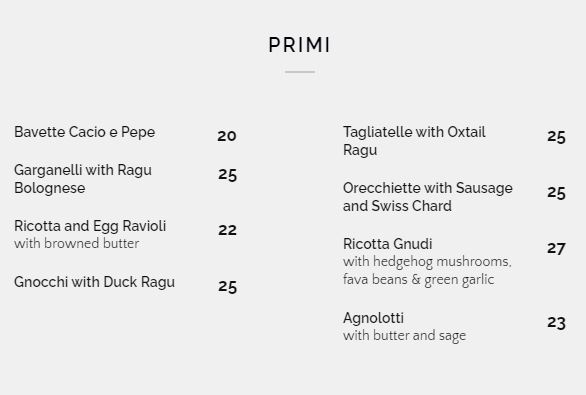 PRIMI
Bavette Cacio e Pepe 20
Garganelli with Ragu 25
Bolognese
Ricotta and Egg Ravioli 22
with browned butter
Gnocchi with Duck Ragu 25
Tagliatelle with Oxtail 25
Ragu
Orecchiette with Sausage 25
and Swiss Chard
Ricotta Gnudi 27
with hedgehog mushrooms,
fava beans & green garlic
Agnolotti 23
with butter and sage